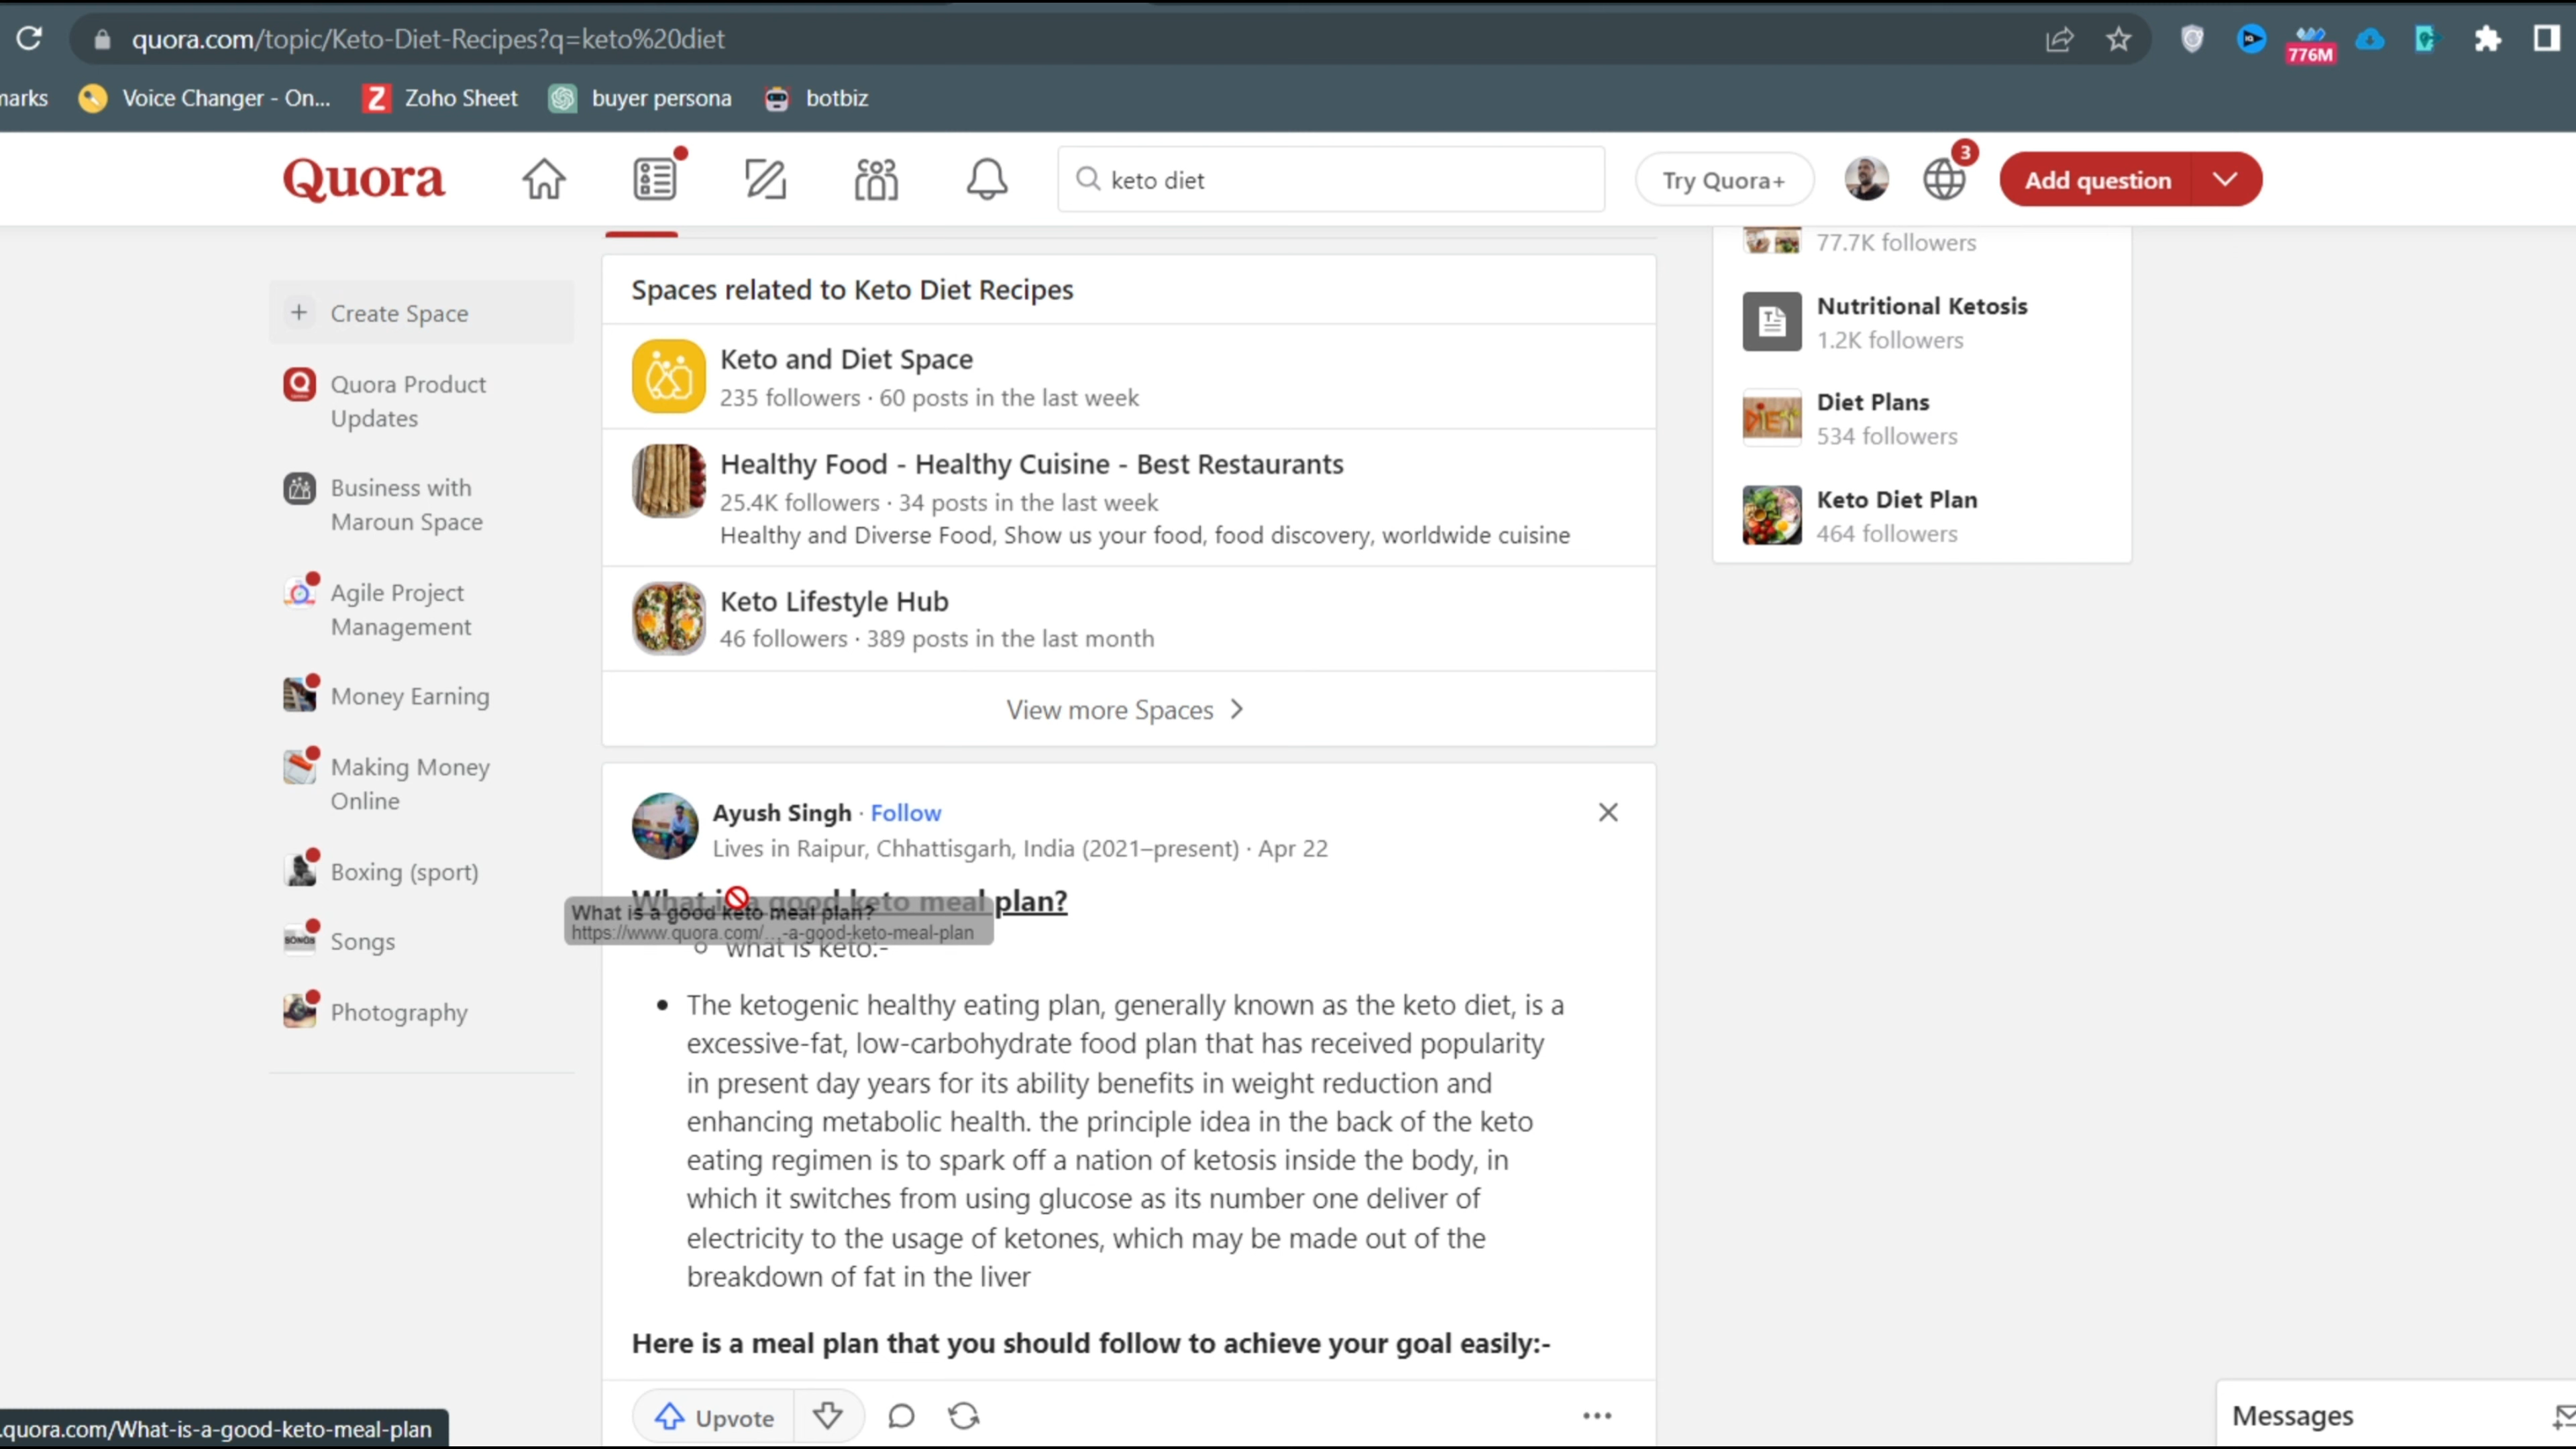 quora.com/topic/Keto-Diet-Recipes?q=keto%20diet
776M
narks
Voice Changer - On...
Zoho Sheet
buyer persona
botbiz
Quora
keto diet
Try Quora+
3
Add question
Create Space
Quora Product
Updates
Business with
Maroun Space
Agile Project
Management
Money Earning
Making Money
Online
Boxing (sport)
SONGS
Songs
Photography
Spaces related to Keto Diet Recipes
Keto and Diet Space
235 followers · 60 posts in the last week
Healthy Food - Healthy Cuisine - Best Restaurants
25.4K followers · 34 posts in the last week
Healthy and Diverse Food, Show us your food, food discovery, worldwide cuisine
Keto Lifestyle Hub
46 followers · 389 posts in the last month
View more Spaces
Ayush Singh · Follow
Lives in Raipur, Chhattisgarh, India (2021–present) · Apr 22
What is a good keto meal plan?
What is a good keto meal plan?
https://www.quora.com/...-a-good-keto-meal-plan
what is keto:-
The ketogenic healthy eating plan, generally known as the keto diet, is a
excessive-fat, low-carbohydrate food plan that has received popularity
in present day years for its ability benefits in weight reduction and
enhancing metabolic health. the principle idea in the back of the keto
eating regimen is to spark off a nation of ketosis inside the body, in
which it switches from using glucose as its number one deliver of
electricity to the usage of ketones, which may be made out of the
breakdown of fat in the liver
Here is a meal plan that you should follow to achieve your goal easily:-
Upvote
77.7K followers
Nutritional Ketosis
1.2K followers
DIET
Diet Plans
534 followers
Keto Diet Plan
464 followers
Messages
.quora.com/What-is-a-good-keto-meal-plan